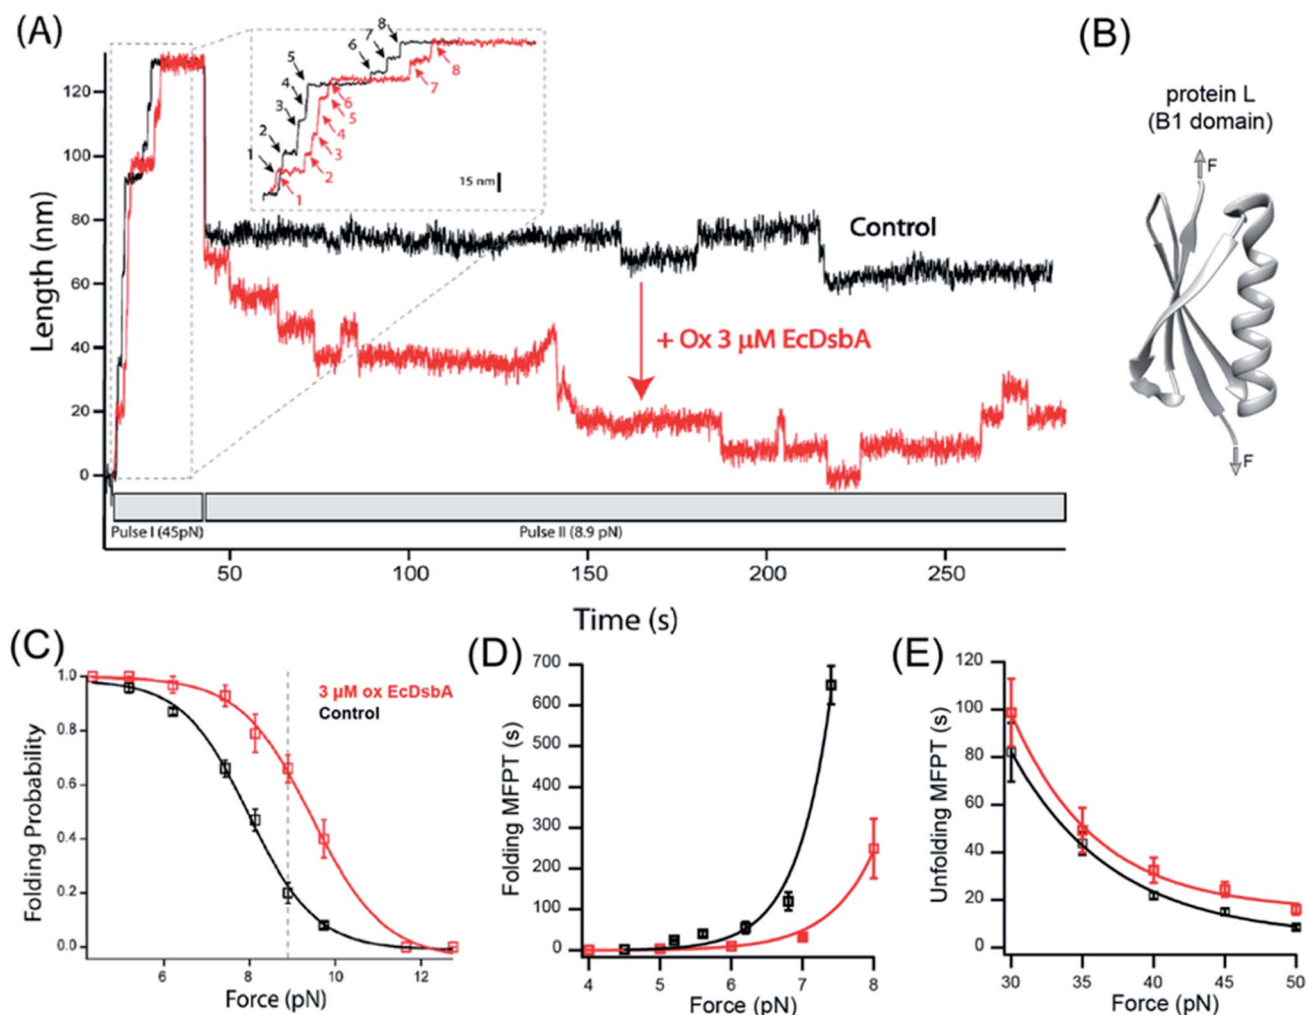 (A)
Length (nm)
120
100
80
60
40
20
0
1
2
3
4
5
6
7
8
1
2
3
4
5
6
7
8
15 nm
Control
+ Ox 3 µM EcDsbA
Pulse I (45pN)
Pulse II (8.9 pN)
50
100
150
200
250
Time (s)
(B)
protein L
(B1 domain)
F
F
(C)
Folding Probability
1.0
0.8
0.6
0.4
0.2
0.0
3 µM ox EcDsbA
Control
6
8
10
12
Force (pN)
(D)
Folding MFPT (s)
700
600
500
400
300
200
100
0
4
5
6
7
8
Force (pN)
(E)
Unfolding MFPT (s)
120
100
80
60
40
20
0
30
35
40
45
50
Force (pN)